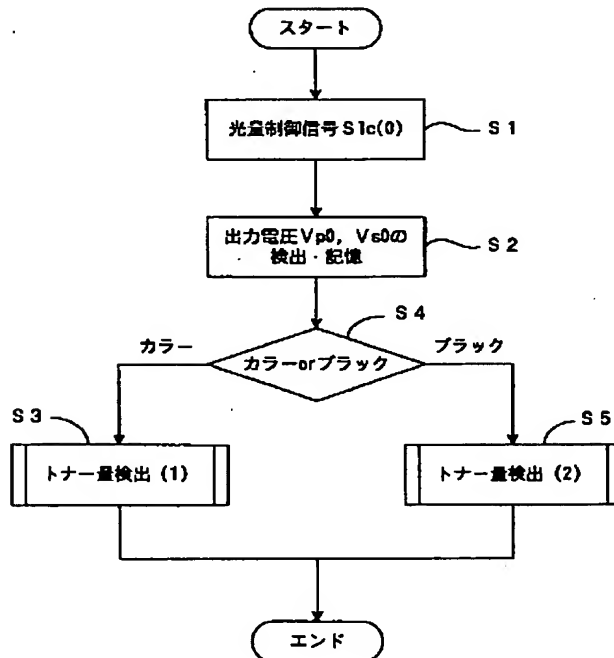 スタート
光量制御信号Slc(0)
S1
出力電圧Vp0，Vs0の
検出・記憶
S2
S4
カラー
カラーorブラック
ブラック
S3
トナー量検出（1）
S5
トナー量検出（2）
エンド